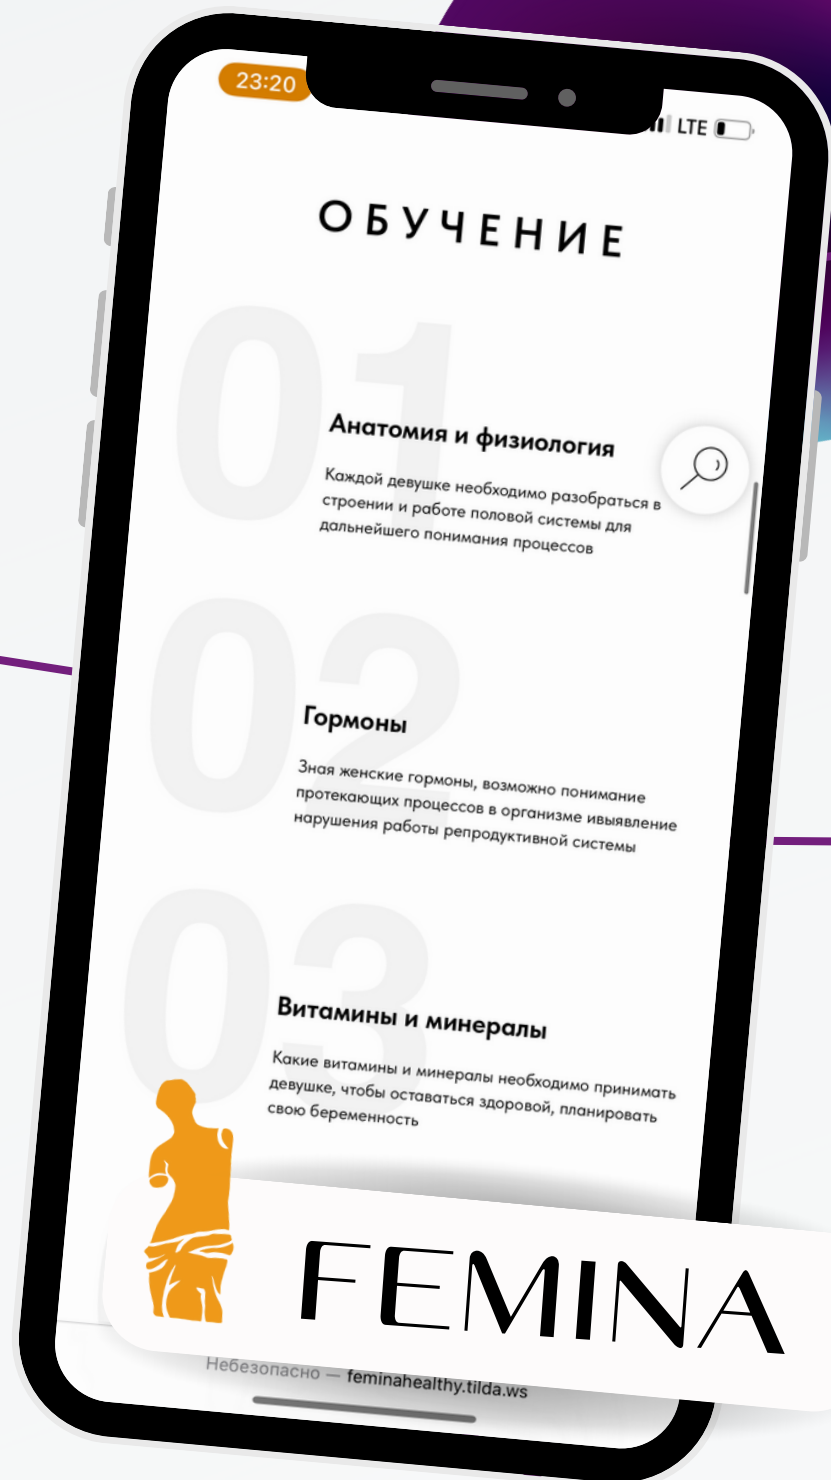 23:20
LTE
ОБУЧЕНИЕ
01
Анатомия и физиология
Каждой девушке необходимо разобраться в
строении и работе половой системы для
дальнейшего понимания процессов
02
Гормоны
Зная женские гормоны, возможно понимание
протекающих процессов в организме ивыявление
нарушения работы репродуктивной системы
03
Витамины и минералы
Какие витамины и минералы необходимо принимать
девушке, чтобы оставаться здоровой, планировать
свою беременность
FEMINA
Небезопасно — feminahealthy.tilda.ws